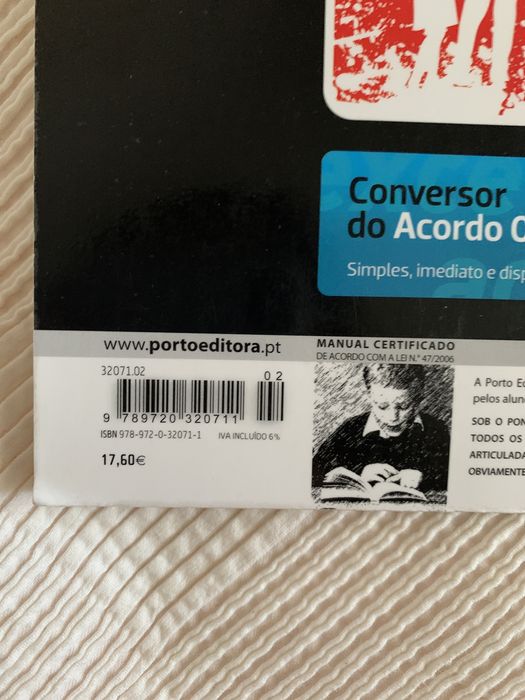 Conversor
do Acordo O
Simples, imediato e disp
www.portoeditora.pt
MANUAL CERTIFICADO
DE ACORDO COM A LEI N.º 47/2006
32071.02
02
9 789720 320711
ISBN 978-972-0-32071-1 IVA INCLUÍDO 6%
17,60€
A Porto Ed
pelos alun
SOB O PON
TODOS OS
ARTICULADA
OBVIAMENTE